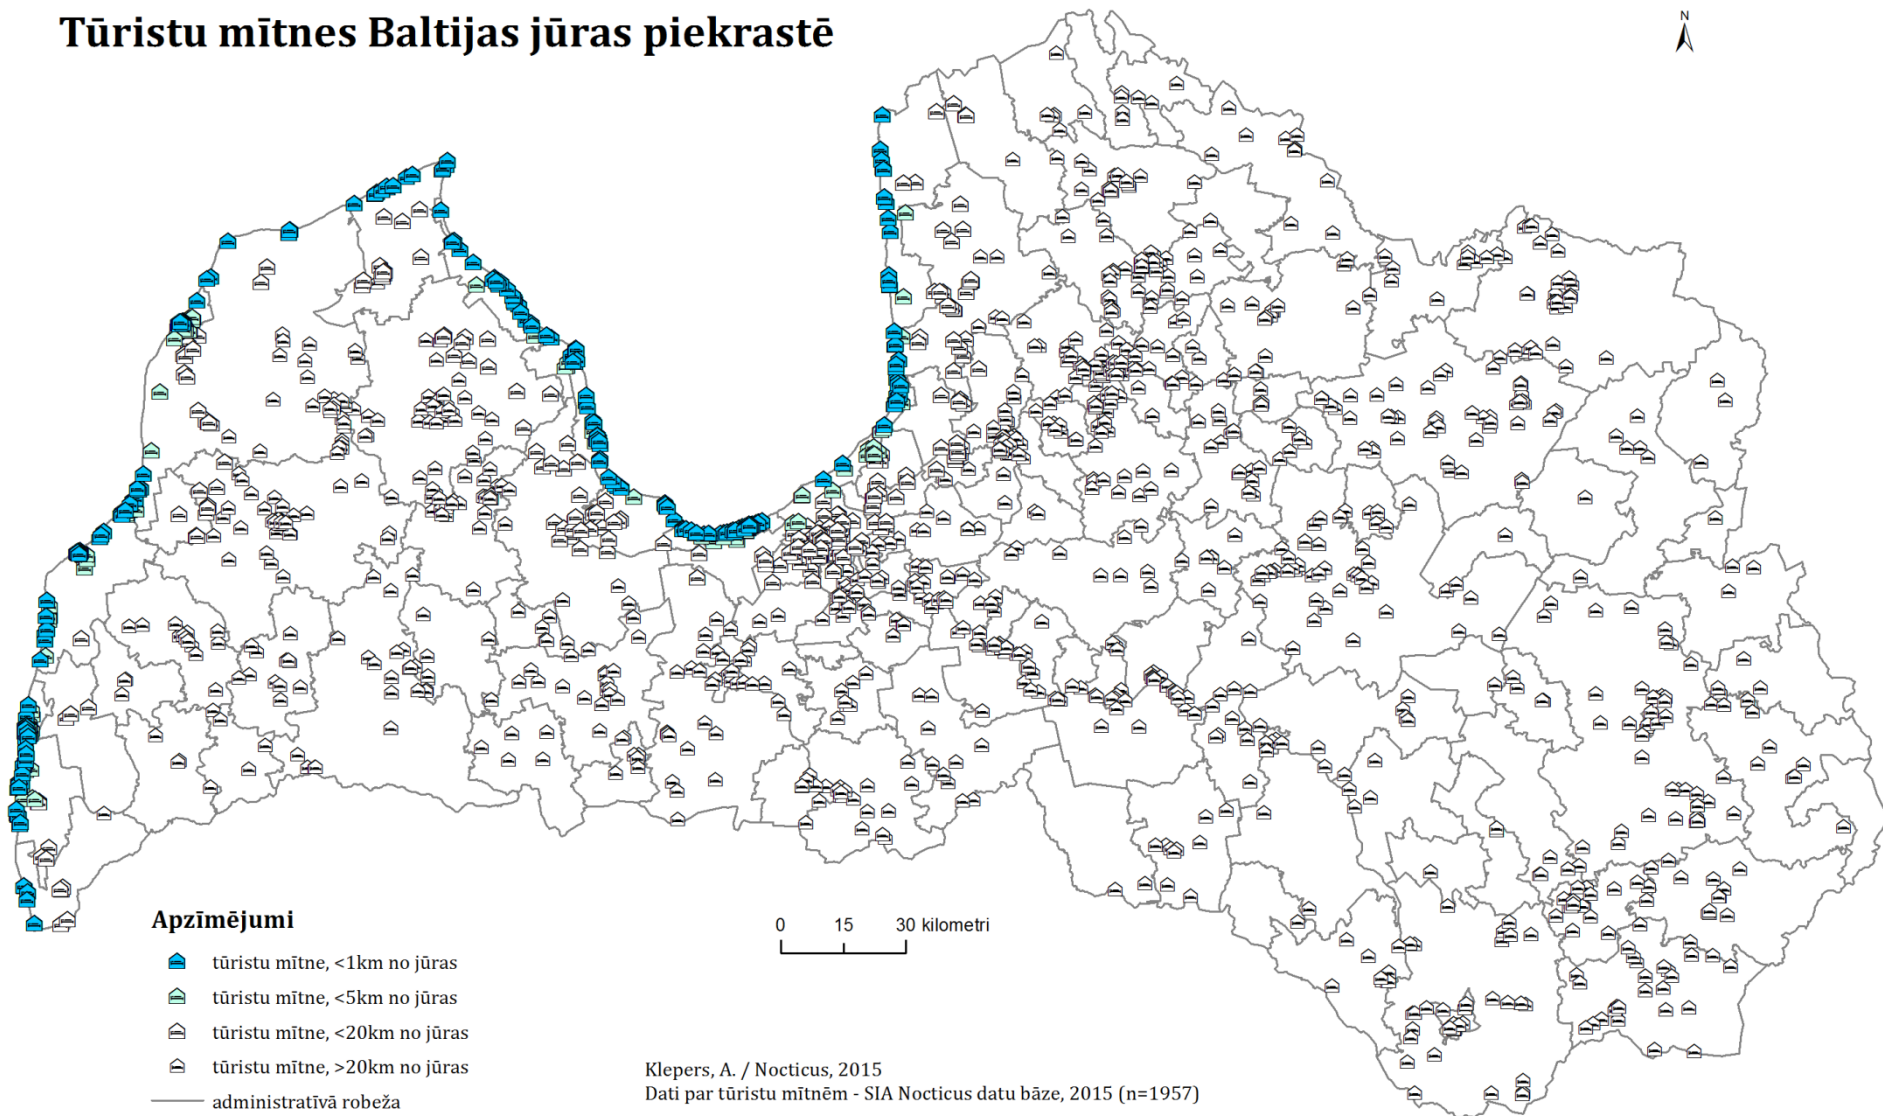 Tūristu mītnes Baltijas jūras piekrastē
N
Apzīmējumi
tūristu mītne, <1km no jūras
tūristu mītne, <5km no jūras
tūristu mītne, <20km no jūras
tūristu mītne, >20km no jūras
administratīvā robeža
0 15 30 kilometri
Klepers, A. / Nocticus, 2015
Dati par tūristu mītnēm - SIA Nocticus datu bāze, 2015 (n=1957)